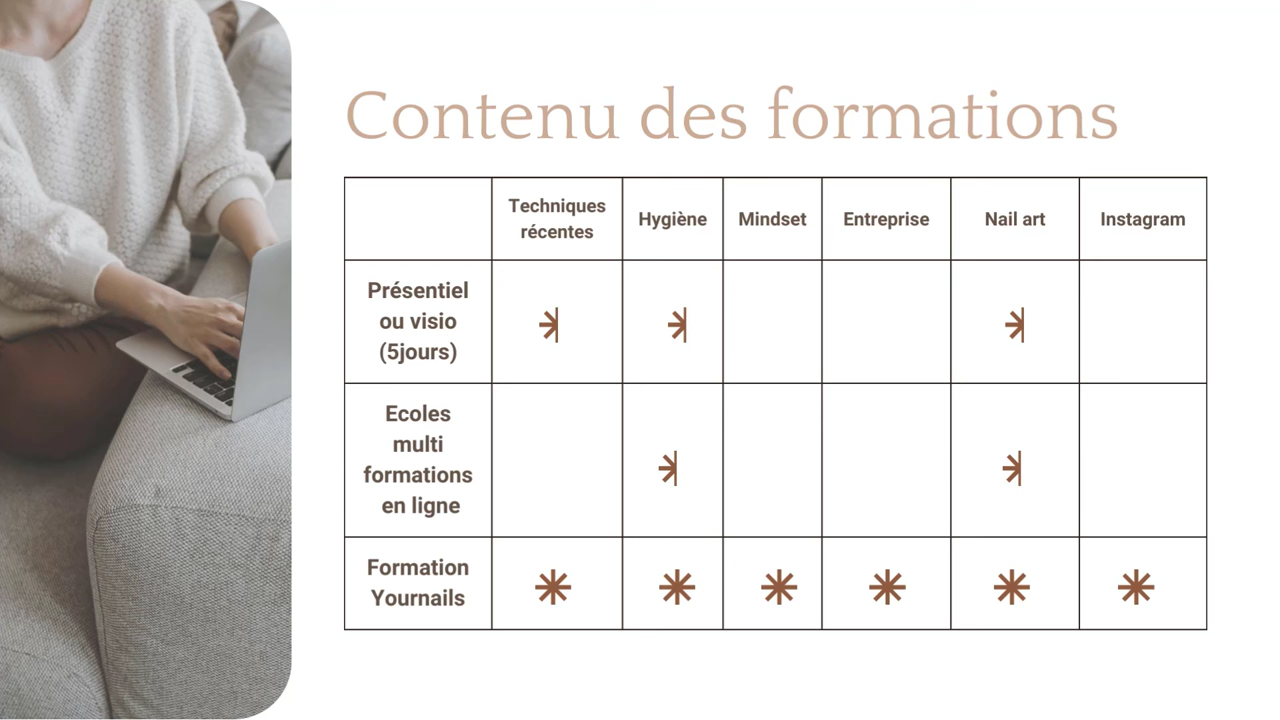 Contenu des formations
Techniques
récentes
Hygiène
Mindset
Entreprise
Nail art
Instagram
Présentiel
ou visio
(5jours)
Ecoles
multi
formations
en ligne
Formation
Yournails